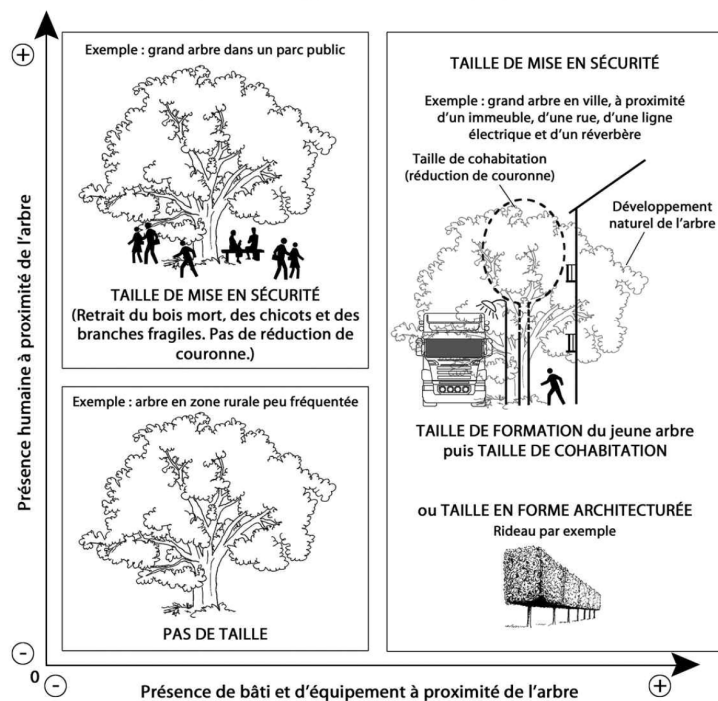 Présence humaine à proximité de l'arbre
+
-
0
-
Présence de bâti et d'équipement à proximité de l'arbre
+
Exemple : grand arbre dans un parc public
TAILLE DE MISE EN SÉCURITÉ
(Retrait du bois mort, des chicots et des
branches fragiles. Pas de réduction de
couronne.)
Exemple : arbre en zone rurale peu fréquentée
PAS DE TAILLE
TAILLE DE MISE EN SÉCURITÉ
Exemple : grand arbre en ville, à proximité
d'un immeuble, d'une rue, d'une ligne
électrique et d'un réverbère
Taille de cohabitation
(réduction de couronne)
Développement
naturel de l'arbre
TAILLE DE FORMATION du jeune arbre
puis TAILLE DE COHABITATION
ou TAILLE EN FORME ARCHITECTURÉE
Rideau par exemple